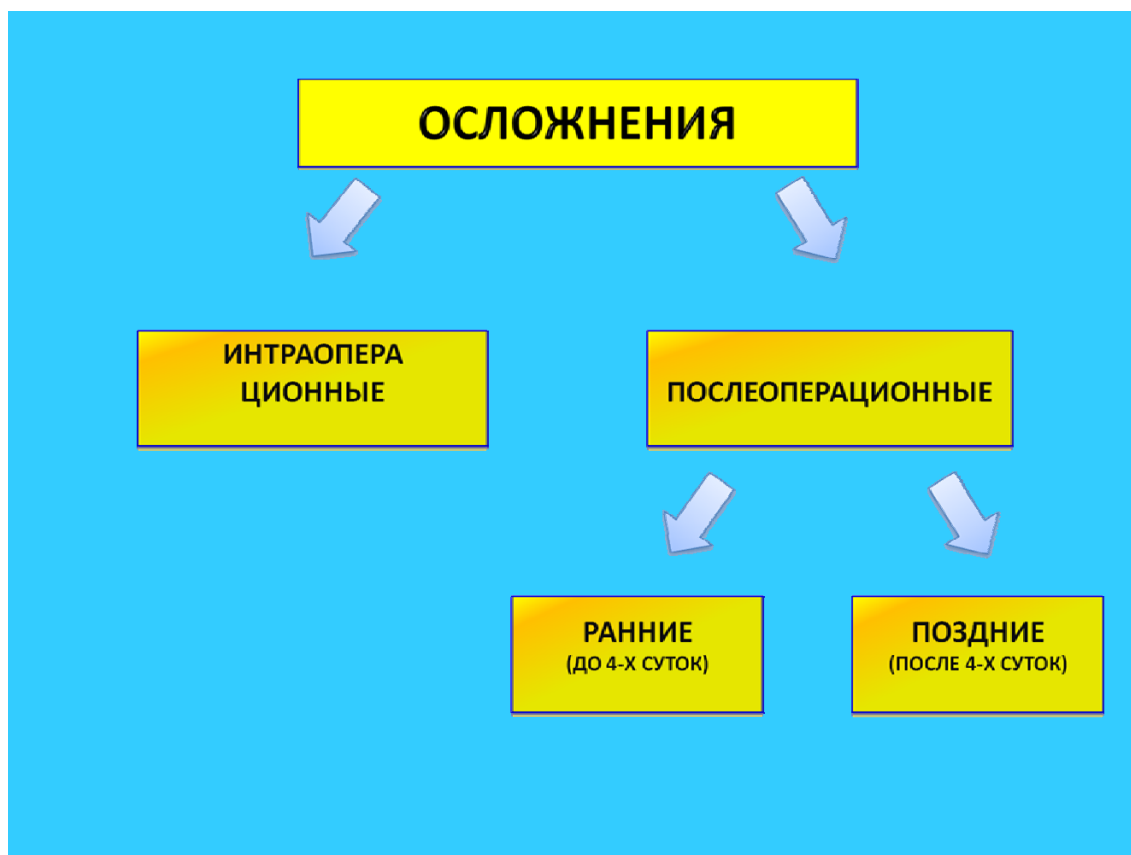 ОСЛОЖНЕНИЯ
ИНТРАОПЕРА
ЦИОННЫЕ
ПОСЛЕОПЕРАЦИОННЫЕ
РАННИЕ
(ДО 4-Х СУТОК)
ПОЗДНИЕ
(ПОСЛЕ 4-Х СУТОК)